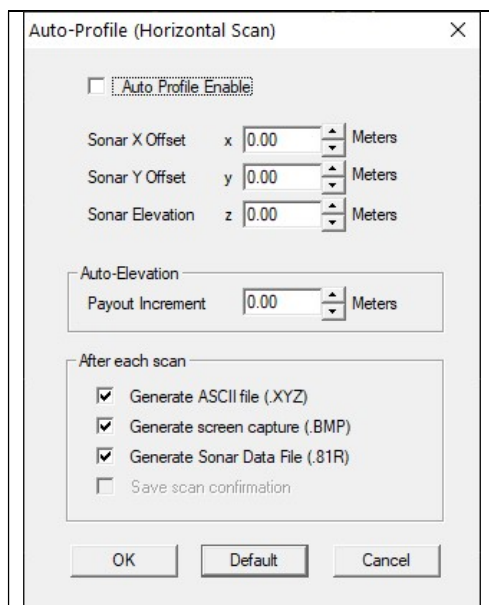 Auto-Profile (Horizontal Scan)
Auto Profile Enable
Sonar X Offset x 0.00 Meters
Sonar Y Offset y 0.00 Meters
Sonar Elevation z 0.00 Meters
Auto-Elevation
Payout Increment 0.00 Meters
After each scan
Generate ASCII file (.XYZ)
Generate screen capture (.BMP)
Generate Sonar Data File (.81R)
Save scan confirmation
OK Default Cancel